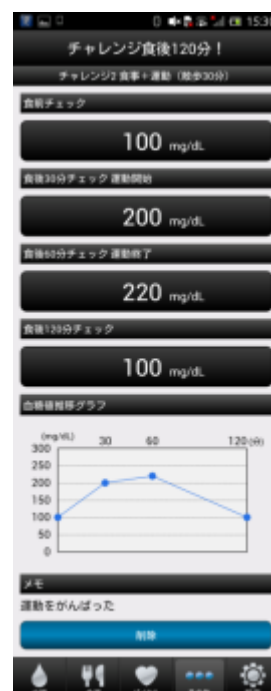 15:30
チャレンジ食後120分！
チャレンジ2 食事＋運動（散歩30分）
食前チェック
100 mg/dL
食後30分チェック 運動開始
200 mg/dL
食後60分チェック 運動終了
220 mg/dL
食後120分チェック
100 mg/dL
血糖値推移グラフ
(mg/dL) 30 60 120(分)
300
250
200
150
100
50
0
メモ
運動をがんばった
削除